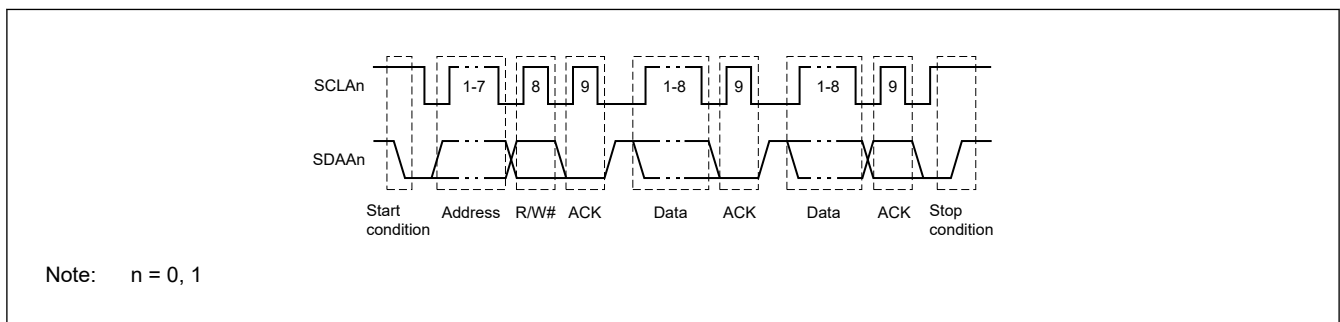 SCLAn 1-7 8 9 1-8 9 1-8 9
SDAAn
Start condition Address R/W# ACK Data ACK Data ACK Stop condition
Note: n = 0, 1